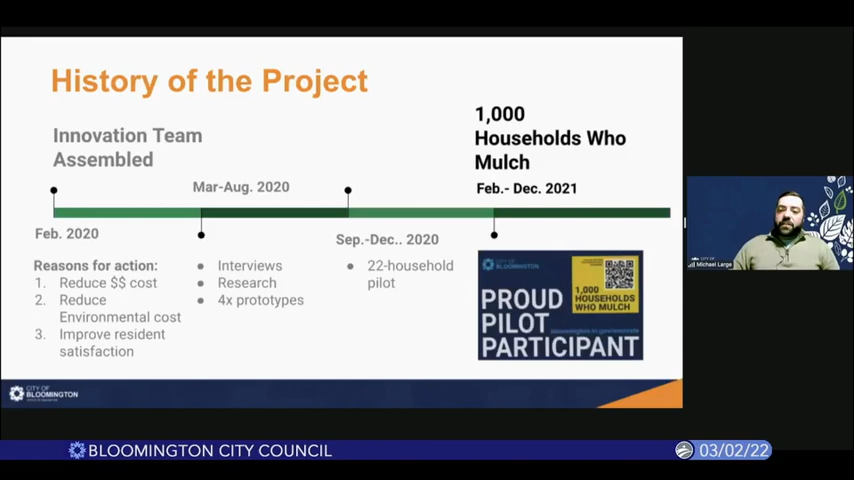 History of the Project
1,000
Households Who
Mulch
Feb.- Dec. 2021
Innovation Team
Assembled
Mar-Aug. 2020
Feb. 2020
Sep.-Dec.. 2020
Reasons for action:
1. Reduce $$ cost
2. Reduce
Environmental cost
3. Improve resident
satisfaction
● Interviews
● Research
● 4x prototypes
● 22-household
pilot
CITY OF
BLOOMINGTON
1,000
HOUSEHOLDS
WHO MULCH
PROUD
PILOT
PARTICIPANT
CITY OF
BLOOMINGTON
CITY OF
Michael Large
BLOOMINGTON CITY COUNCIL
03/02/22